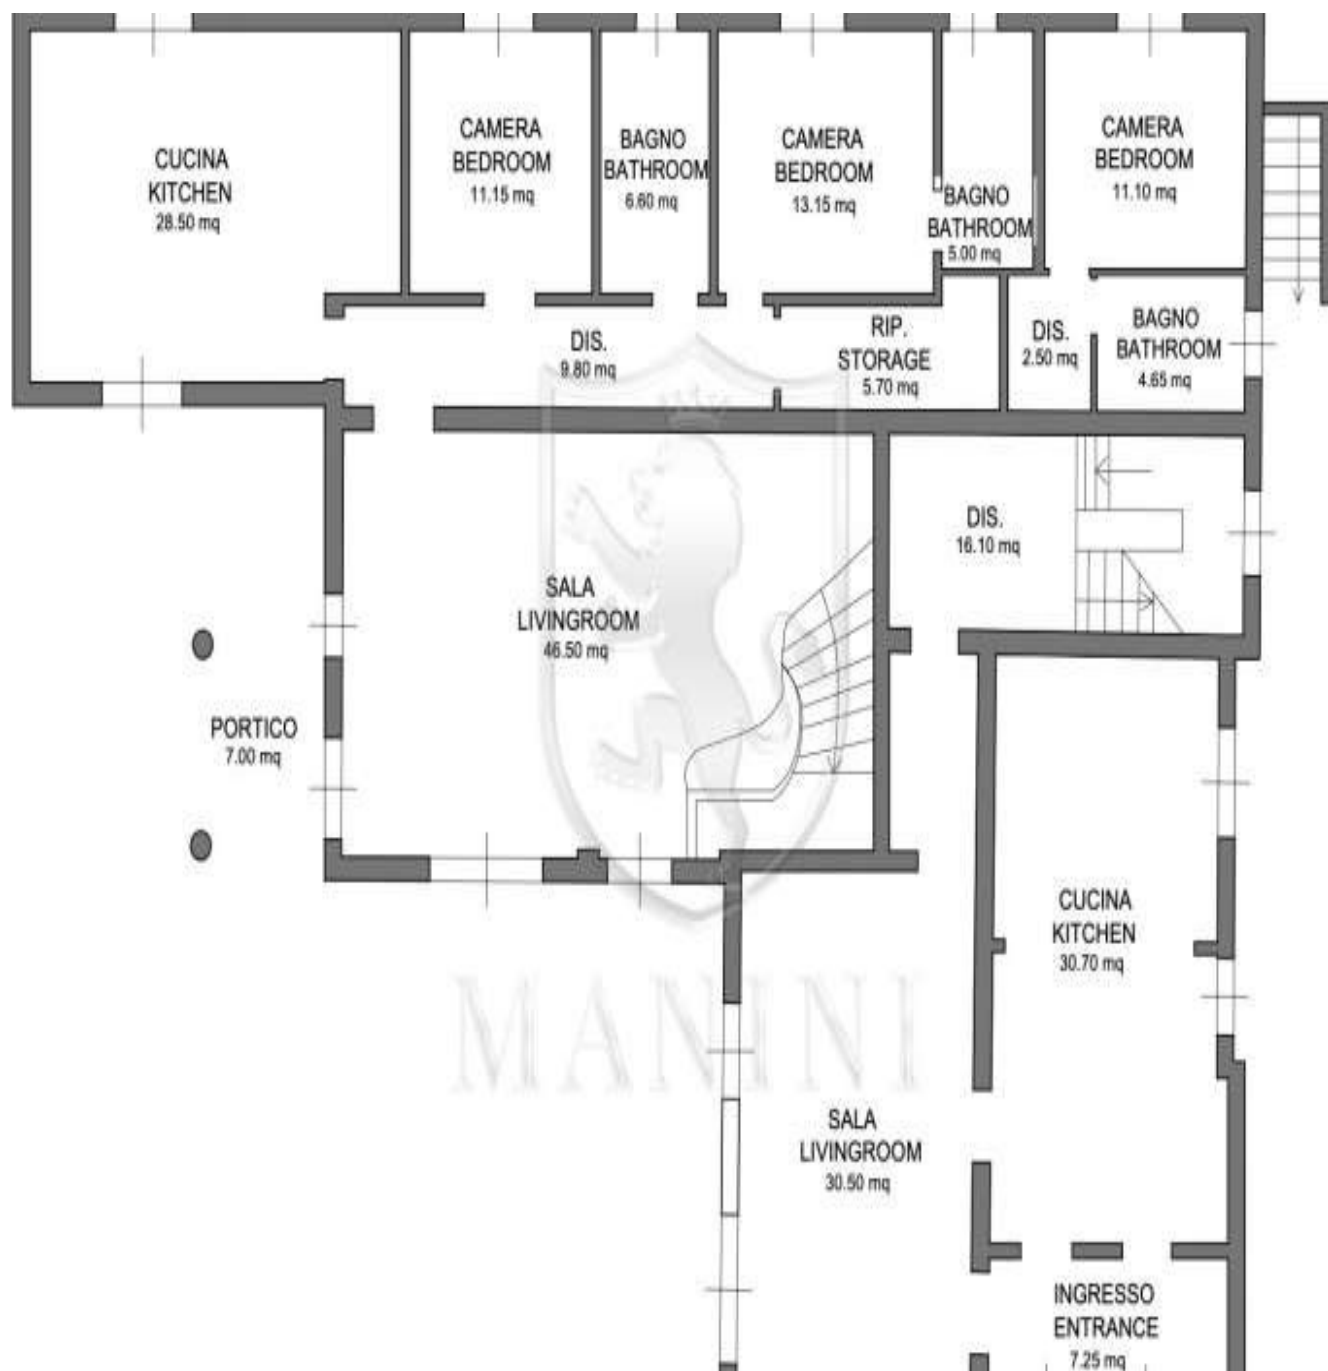 CUCINA
KITCHEN
28.50 mq
CAMERA
BEDROOM
11.15 mq
BAGNO
BATHROOM
6.60 mq
CAMERA
BEDROOM
13.15 mq
BAGNO
BATHROOM
5.00 mq
CAMERA
BEDROOM
11.10 mq
DIS.
9.80 mq
RIP.
STORAGE
5.70 mq
DIS.
2.50 mq
BAGNO
BATHROOM
4.65 mq
DIS.
16.10 mq
SALA
LIVINGROOM
46.50 mq
PORTICO
7.00 mq
CUCINA
KITCHEN
30.70 mq
MANINI
SALA
LIVINGROOM
30.50 mq
INGRESSO
ENTRANCE
7.25 mq